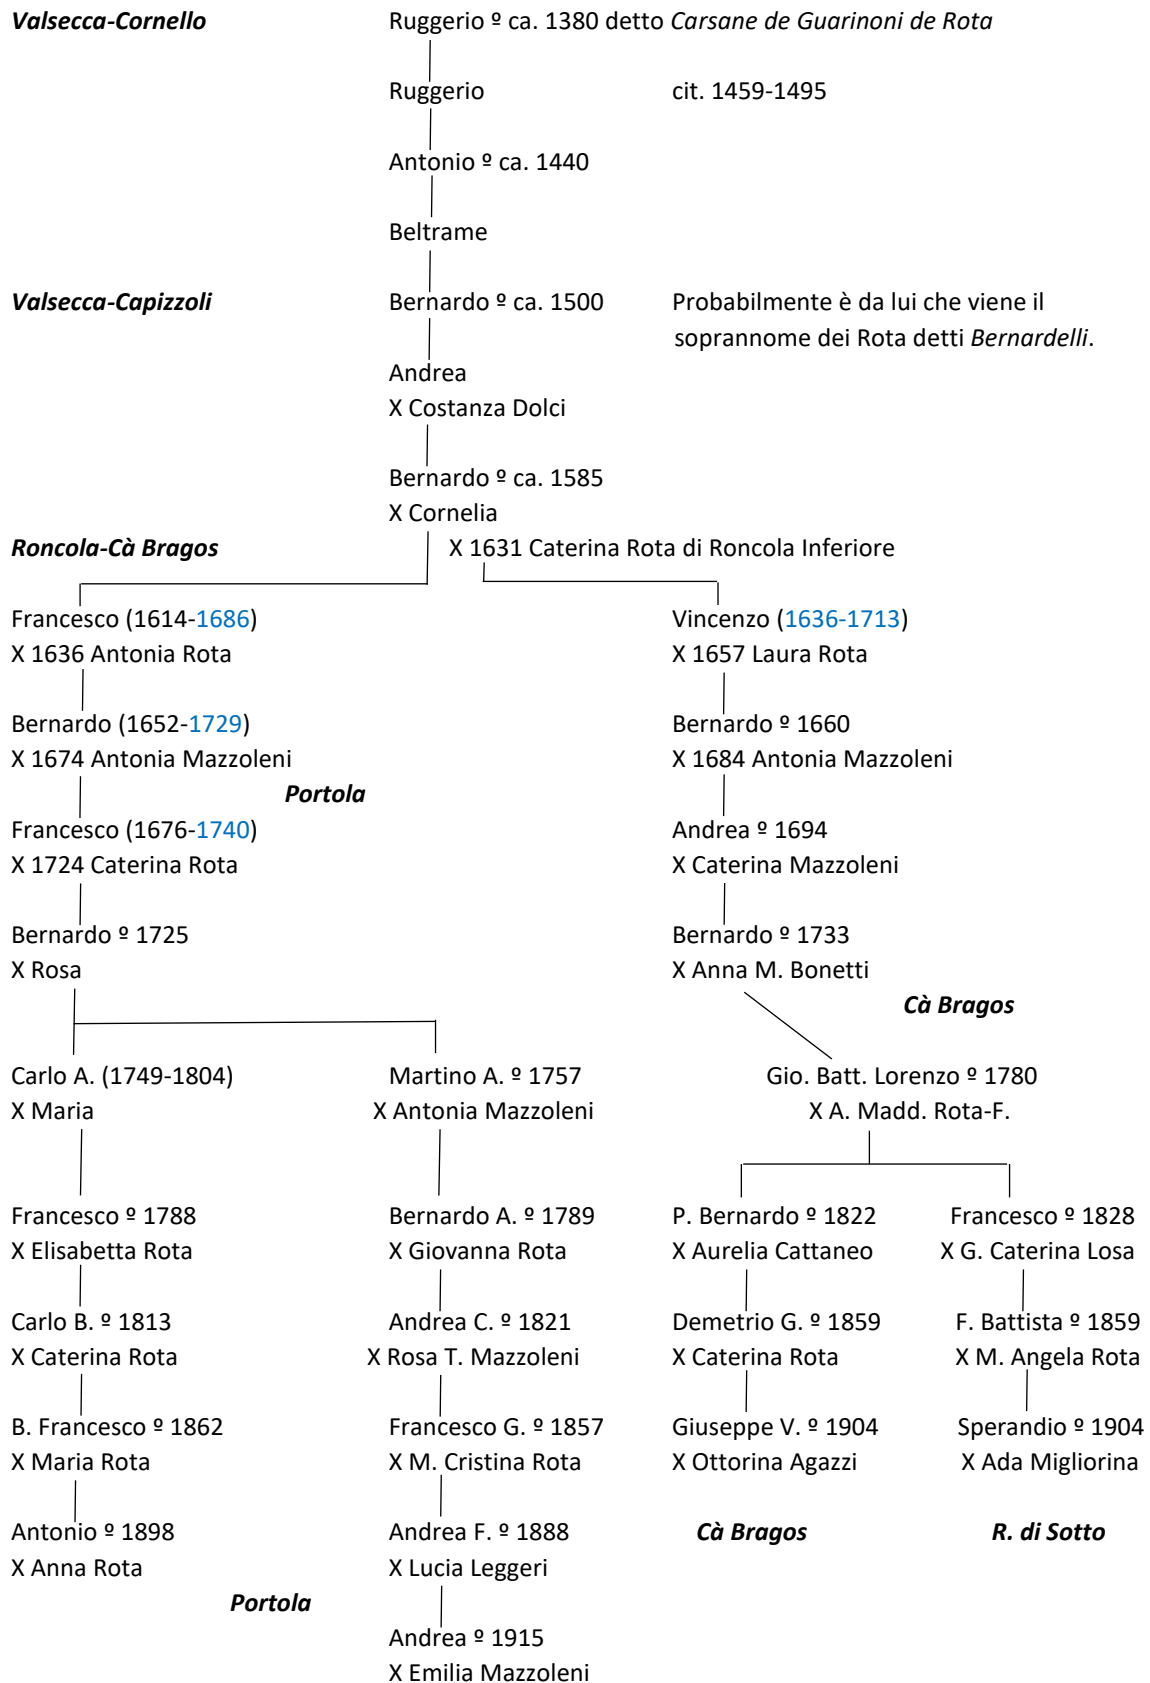 Valsecca-Cornello Ruggerio º ca. 1380 detto Carsane de Guarinoni de Rota
Ruggerio cit. 1459-1495
Antonio º ca. 1440
Beltrame
Valsecca-Capizzoli Bernardo º ca. 1500 Probabilmente è da lui che viene il
soprannome dei Rota detti Bernardelli.
Andrea
X Costanza Dolci
Bernardo º ca. 1585
X Cornelia
Roncola-Cà Bragos X 1631 Caterina Rota di Roncola Inferiore
Francesco (1614-1686) Vincenzo (1636-1713)
X 1636 Antonia Rota X 1657 Laura Rota
Bernardo (1652-1729) Bernardo º 1660
X 1674 Antonia Mazzoleni X 1684 Antonia Mazzoleni
Portola
Francesco (1676-1740) Andrea º 1694
X 1724 Caterina Rota X Caterina Mazzoleni
Bernardo º 1725 Bernardo º 1733
X Rosa X Anna M. Bonetti
Cà Bragos
Carlo A. (1749-1804) Martino A. º 1757 Gio. Batt. Lorenzo º 1780
X Maria X Antonia Mazzoleni X A. Madd. Rota-F.
Francesco º 1788 Bernardo A. º 1789 P. Bernardo º 1822 Francesco º 1828
X Elisabetta Rota X Giovanna Rota X Aurelia Cattaneo X G. Caterina Losa
Carlo B. º 1813 Andrea C. º 1821 Demetrio G. º 1859 F. Battista º 1859
X Caterina Rota X Rosa T. Mazzoleni X Caterina Rota X M. Angela Rota
B. Francesco º 1862 Francesco G. º 1857 Giuseppe V. º 1904 Sperandio º 1904
X Maria Rota X M. Cristina Rota X Ottorina Agazzi X Ada Migliorina
Antonio º 1898 Andrea F. º 1888 Cà Bragos R. di Sotto
X Anna Rota X Lucia Leggeri
Portola
Andrea º 1915
X Emilia Mazzoleni